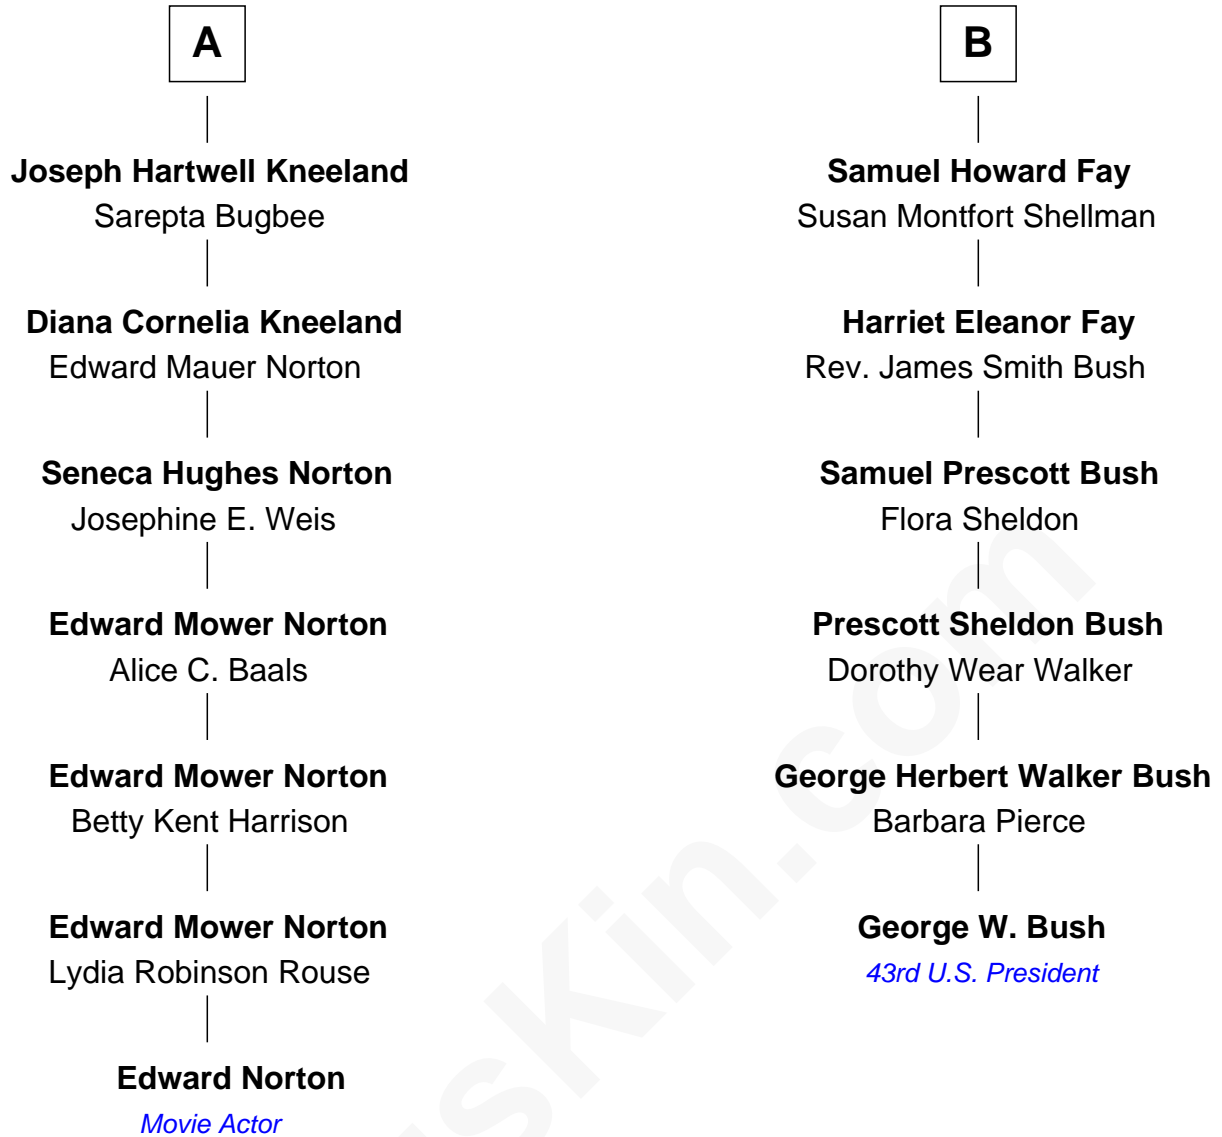 A
Joseph Hartwell Kneeland
Sarepta Bugbee
Diana Cornelia Kneeland
Edward Mauer Norton
Seneca Hughes Norton
Josephine E. Weis
Edward Mower Norton
Alice C. Baals
Edward Mower Norton
Betty Kent Harrison
Edward Mower Norton
Lydia Robinson Rouse
Edward Norton
Movie Actor
B
Samuel Howard Fay
Susan Montfort Shellman
Harriet Eleanor Fay
Rev. James Smith Bush
Samuel Prescott Bush
Flora Sheldon
Prescott Sheldon Bush
Dorothy Wear Walker
George Herbert Walker Bush
Barbara Pierce
George W. Bush
43rd U.S. President
sKin.com